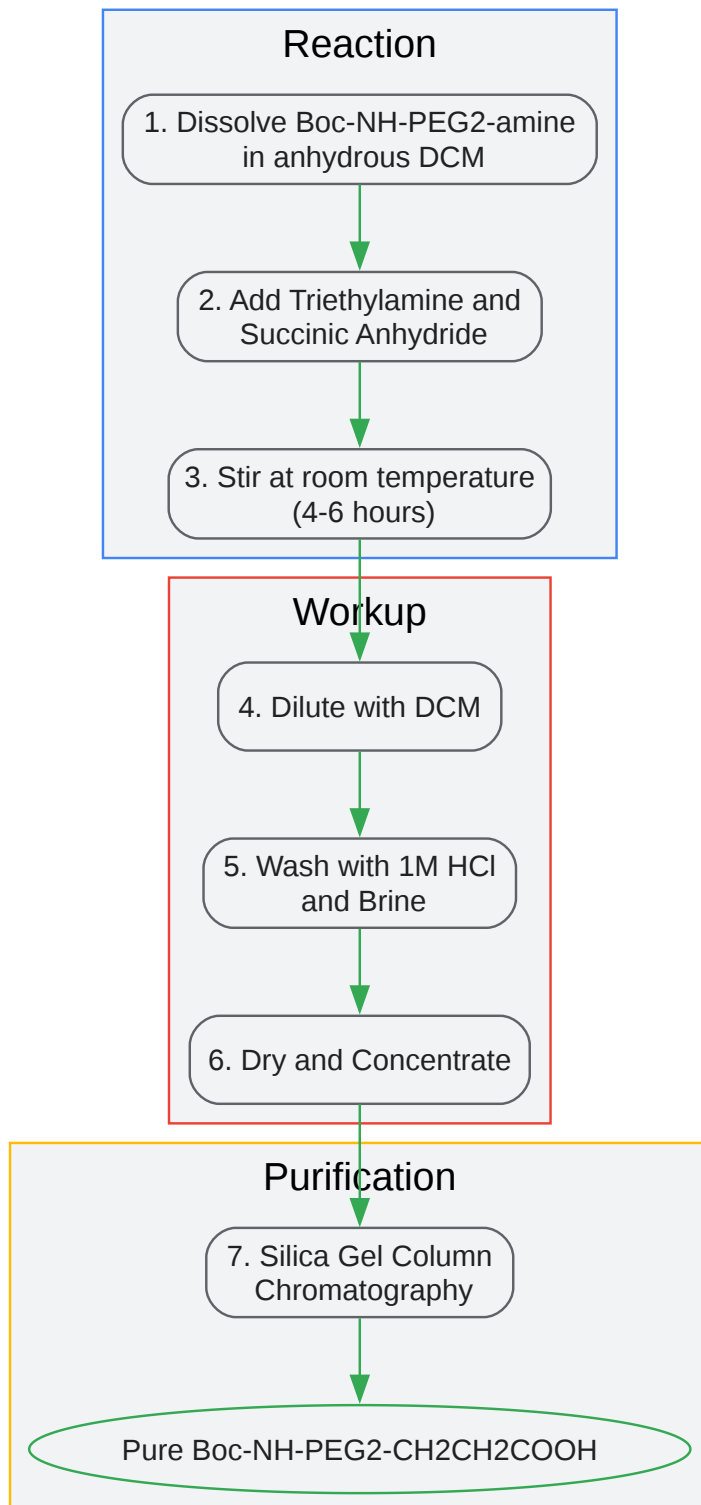 Reaction
1. Dissolve Boc-NH-PEG2-amine
in anhydrous DCM
2. Add Triethylamine and
Succinic Anhydride
3. Stir at room temperature
(4-6 hours)
Workup
4. Dilute with DCM
5. Wash with 1M HCl
and Brine
6. Dry and Concentrate
Purification
7. Silica Gel Column
Chromatography
Pure Boc-NH-PEG2-CH2CH2COOH